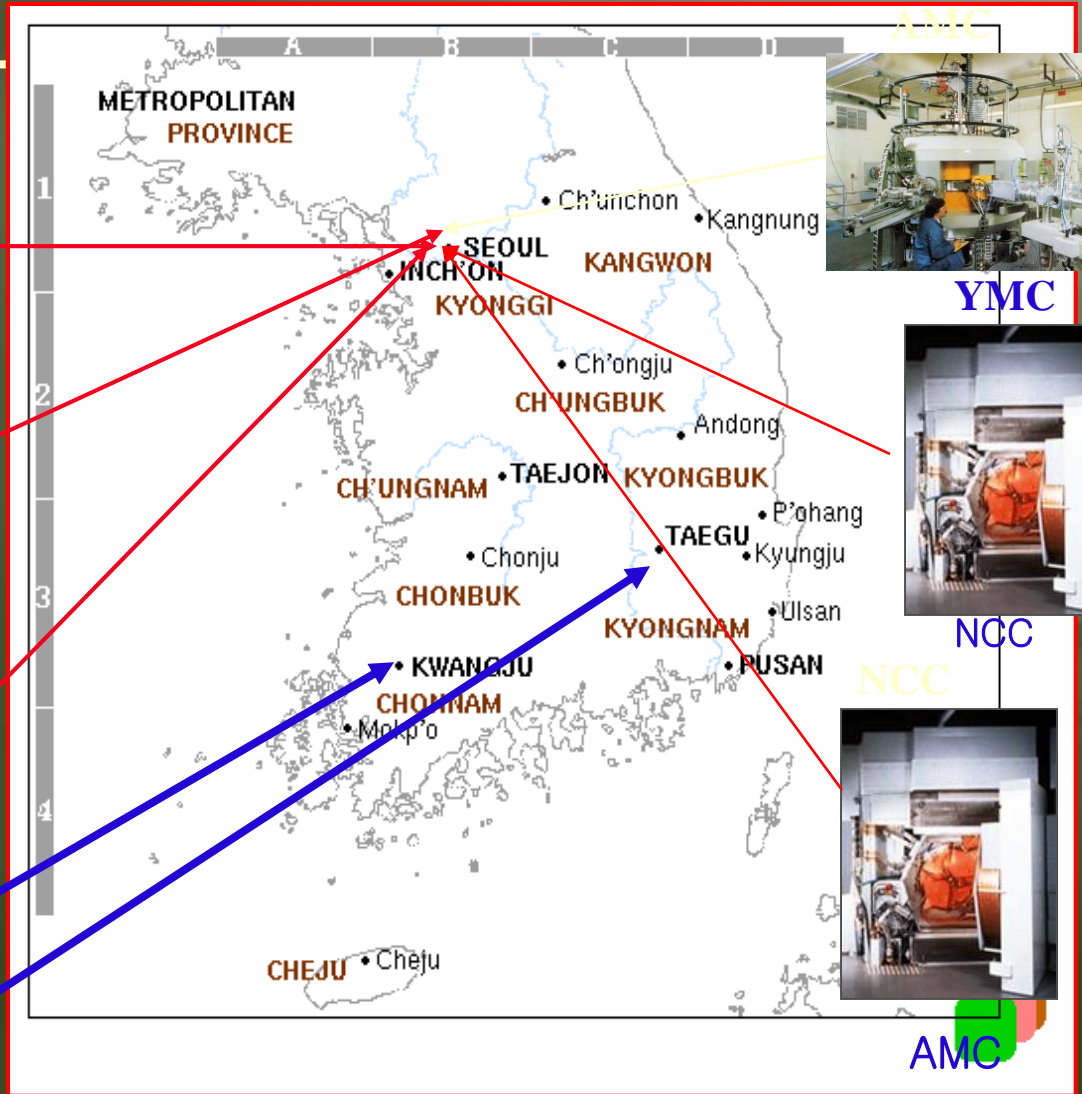 AMC
A B C D
METROPOLITAN
PROVINCE
1
Ch'unchon
Kangnung
SEOUL
KANGWON
INCH'ON
KYONGGI
YMC
Ch'ongju
2
CH'UNGBUK
Andong
TAEJON
KYONGBUK
CH'UNGNAM
P'ohang
TAEGU
Kyungju
Chonju
3
CHONBUK
Ulsan
KYONGNAM
NCC
KWANGJU
PUSAN
NCC
CHONNAM
Mokp'o
4
Cheju
CHEJU
AMC